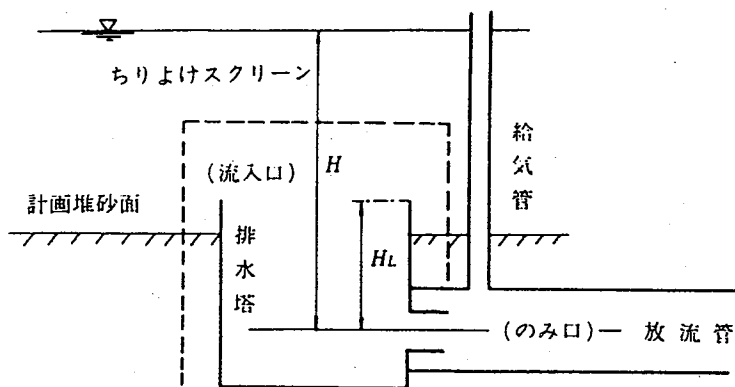 ちりよけスクリーン
(流入口)
H
給気管
計画堆砂面
排水塔
HL
(のみ口)— 放流管